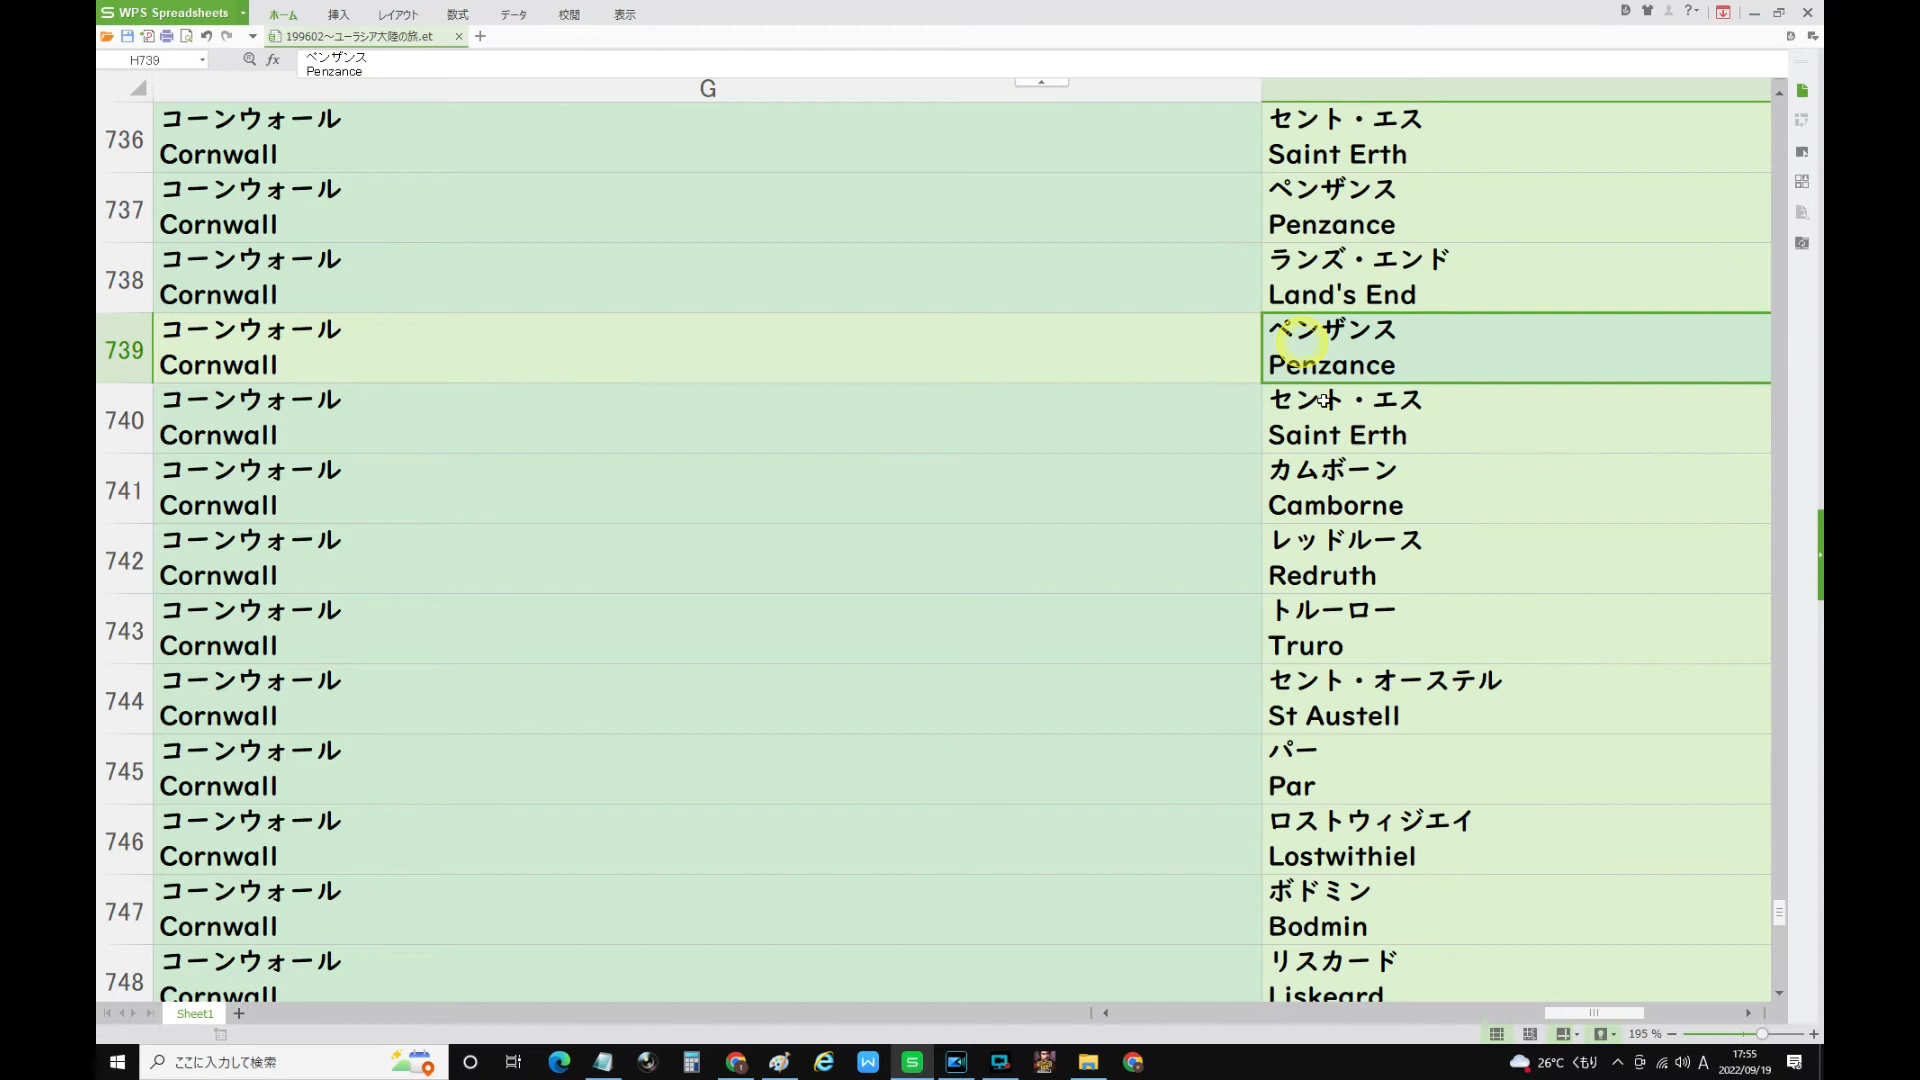 WPS Spreadsheets
ホーム
挿入
レイアウト
数式
データ
校閲
表示
199602～ユーラシア大陸の旅.et
H739
fx
ペンザンス
Penzance
G
736
コーンウォール
Cornwall
セント・エス
Saint Erth
737
コーンウォール
Cornwall
ペンザンス
Penzance
738
コーンウォール
Cornwall
ランズ・エンド
Land's End
739
コーンウォール
Cornwall
ペンザンス
Penzance
740
コーンウォール
Cornwall
セント・エス
Saint Erth
741
コーンウォール
Cornwall
カムボーン
Camborne
742
コーンウォール
Cornwall
レッドルース
Redruth
743
コーンウォール
Cornwall
トルーロー
Truro
744
コーンウォール
Cornwall
セント・オーステル
St Austell
745
コーンウォール
Cornwall
パー
Par
746
コーンウォール
Cornwall
ロストウィジエイ
Lostwithiel
747
コーンウォール
Cornwall
ボドミン
Bodmin
748
コーンウォール
Cornwall
リスカード
Liskeard
Sheet1
195 %
ここに入力して検索
26°C くもり
A
17:55
2022/09/19